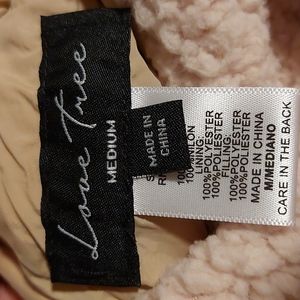 Love Tree
MEDIUM
MADE IN
CHINA
100% NYLON
100%POLYESTER
FILLING:
100%POLYESTER
100%POLYESTER
MADE IN CHINA
M/MEDIANO
CARE IN THE BACK